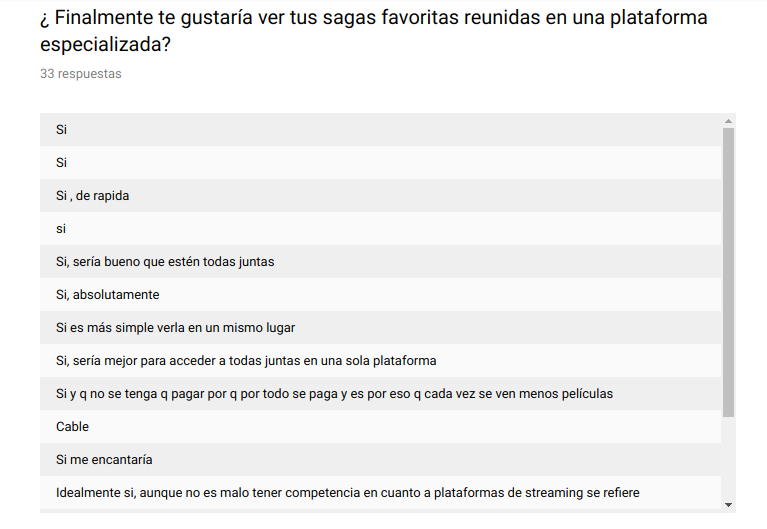 ¿ Finalmente te gustaría ver tus sagas favoritas reunidas en una plataforma
especializada?
33 respuestas
Si
Si
Si , de rapida
si
Si, sería bueno que estén todas juntas
Si, absolutamente
Si es más simple verla en un mismo lugar
Si, sería mejor para acceder a todas juntas en una sola plataforma
Si y q no se tenga q pagar por q por todo se paga y es por eso q cada vez se ven menos películas
Cable
Si me encantaría
Idealmente si, aunque no es malo tener competencia en cuanto a plataformas de streaming se refiere